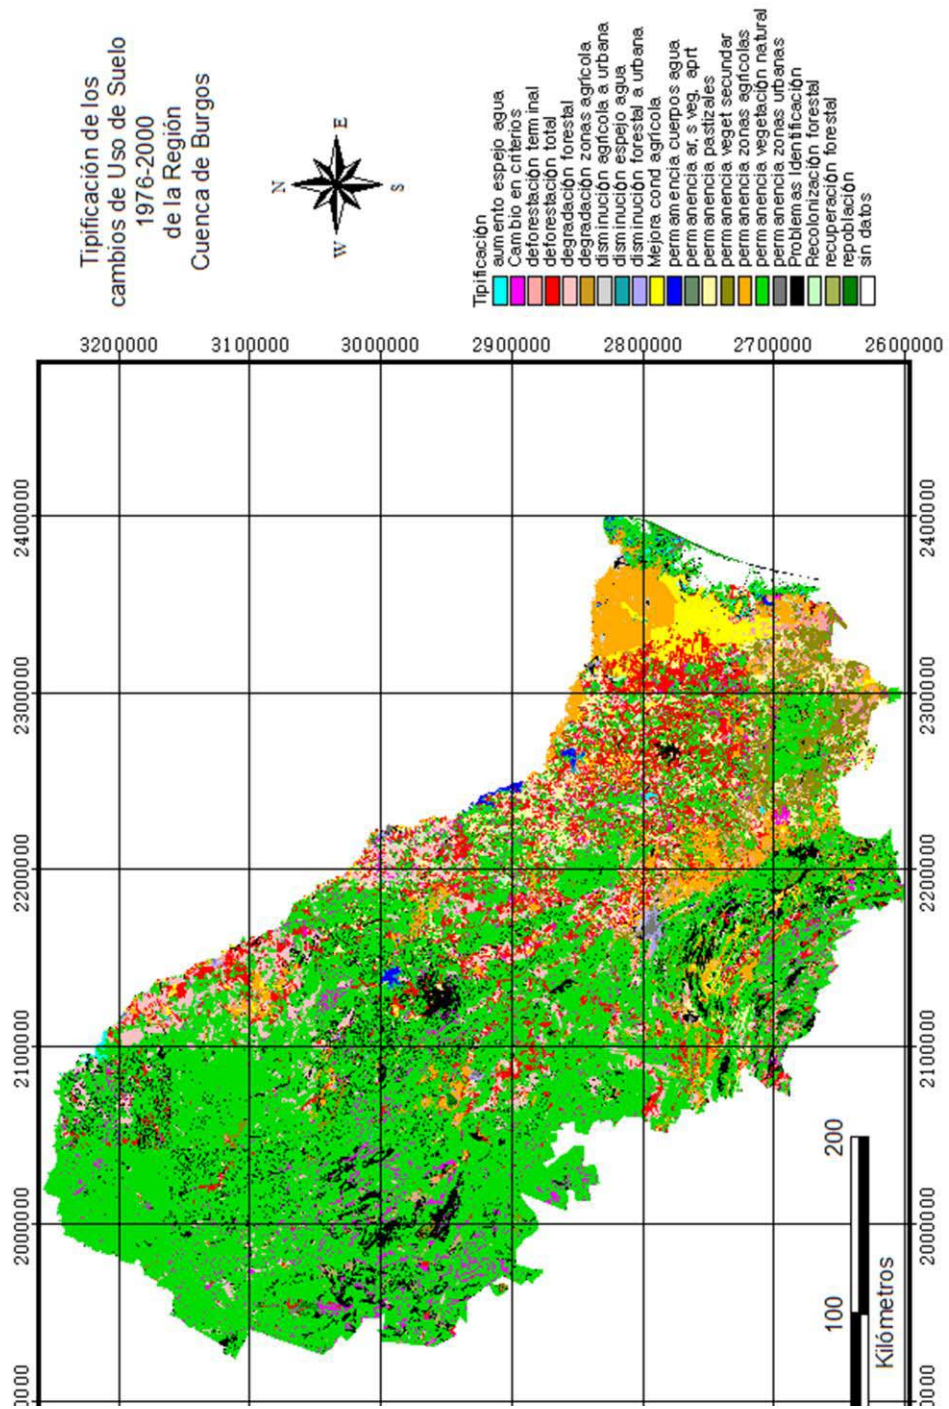 Tipificación de los
cambios de Uso de Suelo
1976-2000
de la Región
Cuenca de Burgos
N
W
E
S
Tipificación
aumento espejo agua
Cambio en criterios
deforestación terminal
deforestación total
degradación forestal
degradación zonas agrícola
disminución agrícola a urbana
disminución espejo agua
disminución forestal a urbana
Mejora cond agrícola
permanencia cuerpos agua
permanencia ar, s veg, aprt
permanencia pastizales
permanencia veget secundar
permanencia zonas agrícolas
permanencia vegetación natural
permanencia zonas urbanas
Problemas Identificación
Recolonización forestal
recuperación forestal
repoblación
sin datos
3200000
3100000
3000000
2900000
2800000
2700000
2600000
2400000
2300000
2200000
2100000
2000000
2400000
2300000
2200000
2100000
2000000
100
200
Kilómetros